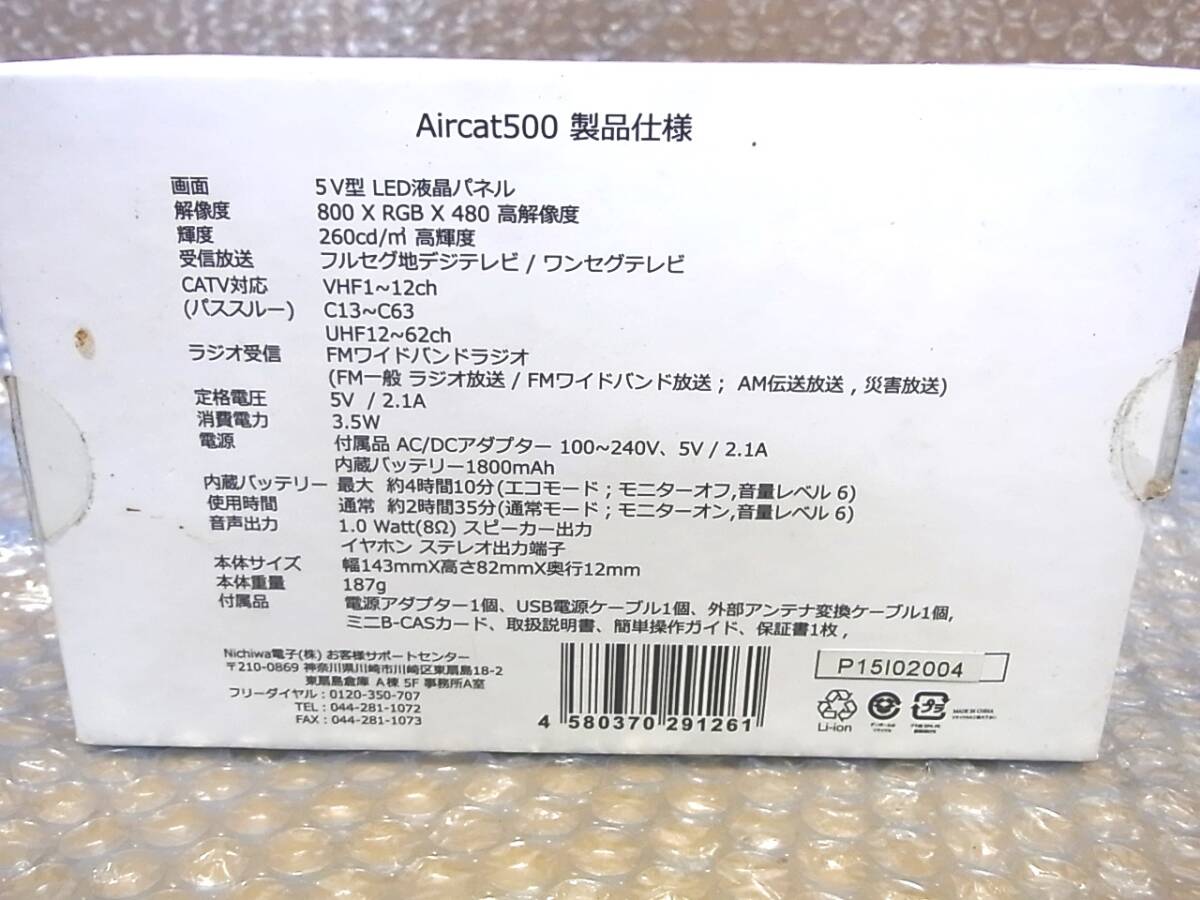 Aircat500 製品仕様
画面 5V型 LED液晶パネル
解像度 800 X RGB X 480 高解像度
輝度 260cd/㎡ 高輝度
受信放送 フルセグ地デジテレビ / ワンセグテレビ
CATV対応 VHF1~12ch
(パススルー) C13~C63
UHF12~62ch
ラジオ受信 FMワイドバンドラジオ
(FM一般 ラジオ放送 / FMワイドバンド放送 ; AM伝送放送 , 災害放送)
定格電圧 5V / 2.1A
消費電力 3.5W
電源 付属品 AC/DCアダプター 100~240V、5V / 2.1A
内蔵バッテリー1800mAh
内蔵バッテリー 最大 約4時間10分(エコモード ; モニターオフ,音量レベル 6)
使用時間 通常 約2時間35分(通常モード ; モニターオン,音量レベル 6)
音声出力 1.0 Watt(8Ω) スピーカー出力
イヤホン ステレオ出力端子
本体サイズ 幅143mmX高さ82mmX奥行12mm
本体重量 187g
付属品 電源アダプター1個、USB電源ケーブル1個、外部アンテナ変換ケーブル1個,
ミニB-CASカード、取扱説明書、簡単操作ガイド、保証書1枚 ,
Nichiwa電子(株) お客様サポートセンター
〒210-0869 神奈川県川崎市川崎区東扇島18-2
東扇島倉庫 A棟 5F 事務所A室
フリーダイヤル : 0120-350-707
TEL : 044-281-1072
FAX : 044-281-1073
4 580370 291261
P15I02004
Li-ion
プラ
MADE IN CHINA